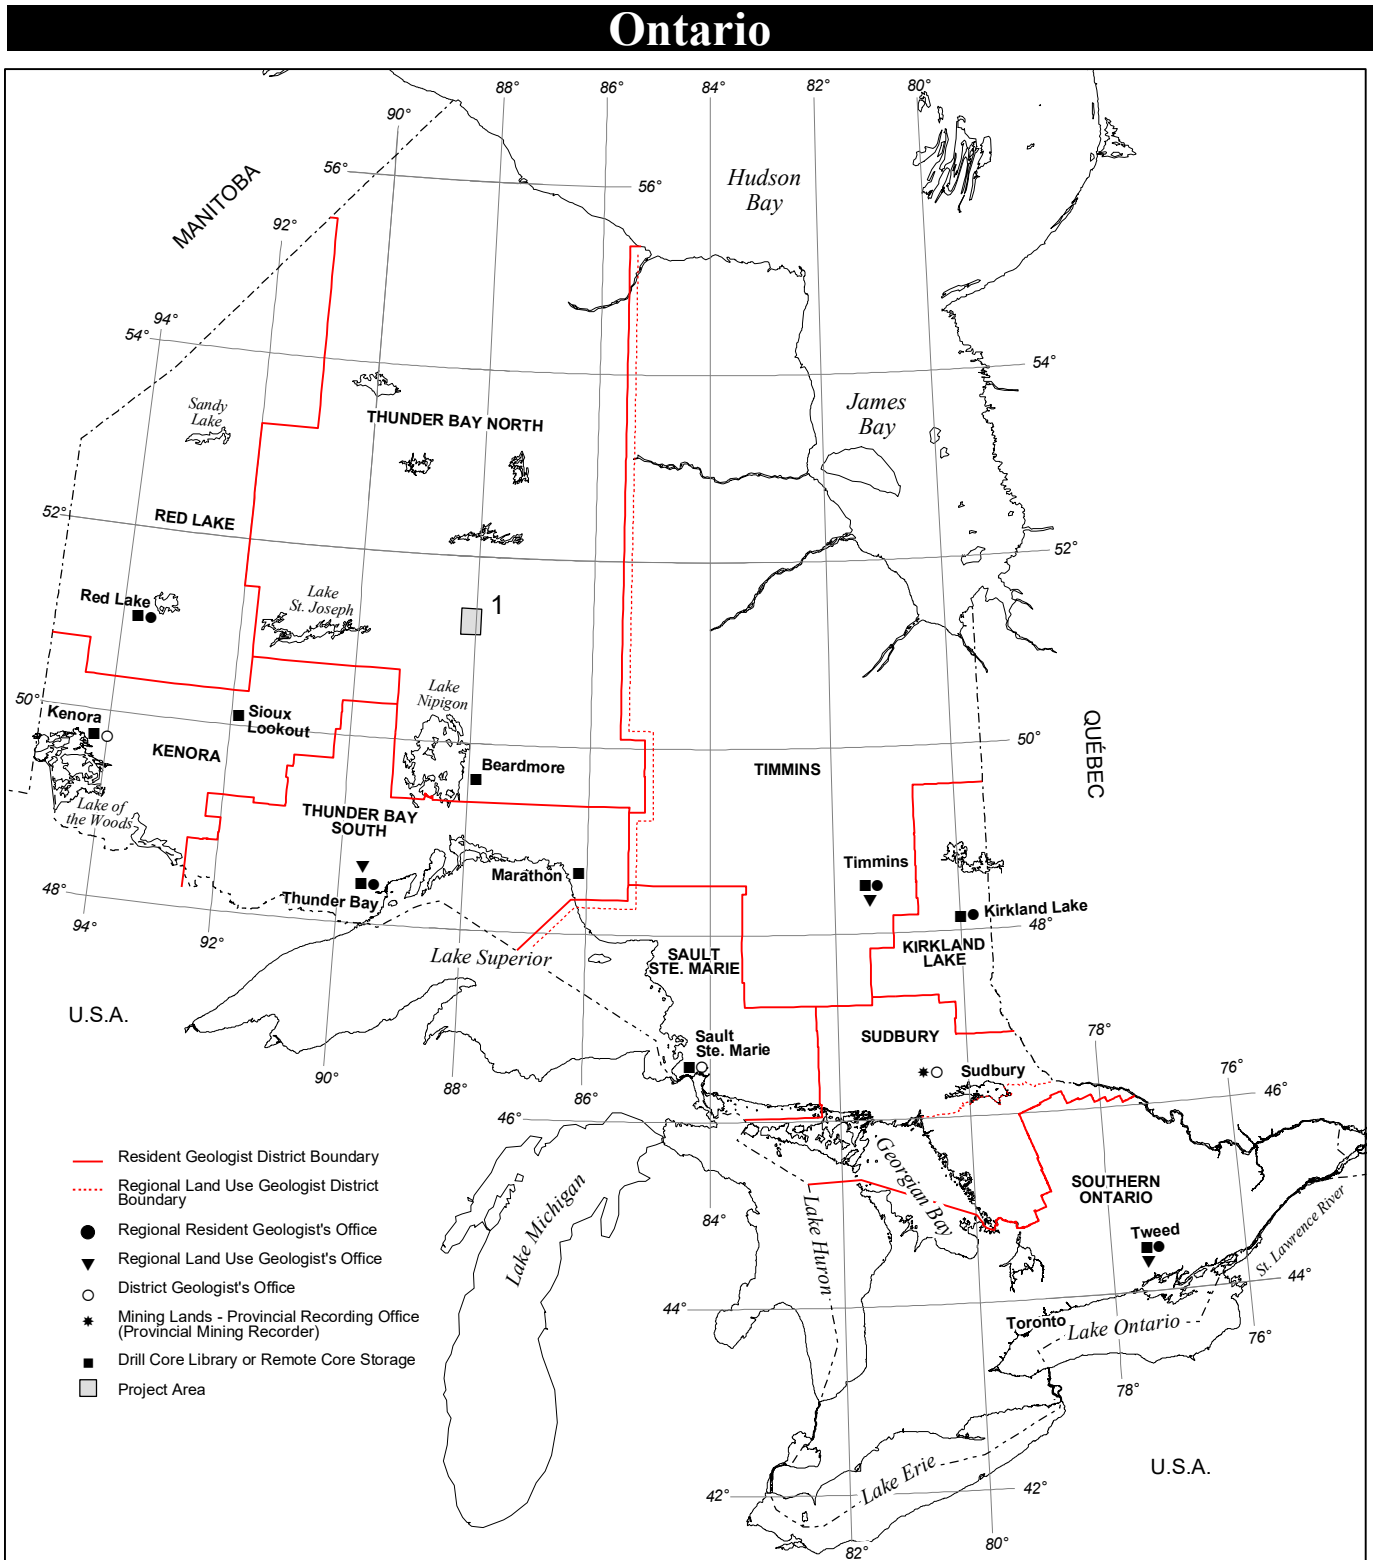 Ontario
88°
86°
84°
82°
80°
90°
56°
56°
Hudson
Bay
MANITOBA
92°
94°
54°
54°
Sandy
Lake
THUNDER BAY NORTH
James
Bay
52°
RED LAKE
52°
Red Lake
Lake
St. Joseph
1
50°
Kenora
Sioux
Lookout
Lake
Nipigon
KENORA
Beardmore
TIMMINS
50°
QUÉBEC
Lake of
the Woods
THUNDER BAY
SOUTH
Timmins
Marathon
48°
Thunder Bay
Kirkland Lake
48°
94°
92°
Lake Superior
SAULT
STE. MARIE
KIRKLAND
LAKE
U.S.A.
Sault
Ste. Marie
SUDBURY
78°
Sudbury
76°
46°
90°
88°
86°
46°
Resident Geologist District Boundary
Regional Land Use Geologist District
Boundary
Regional Resident Geologist's Office
Regional Land Use Geologist's Office
District Geologist's Office
Mining Lands - Provincial Recording Office
(Provincial Mining Recorder)
Drill Core Library or Remote Core Storage
Project Area
Lake Michigan
84°
Lake Huron
Georgian Bay
SOUTHERN
ONTARIO
Tweed
St. Lawrence River
44°
44°
Toronto
Lake Ontario
76°
78°
Lake Erie
U.S.A.
42°
42°
82°
80°